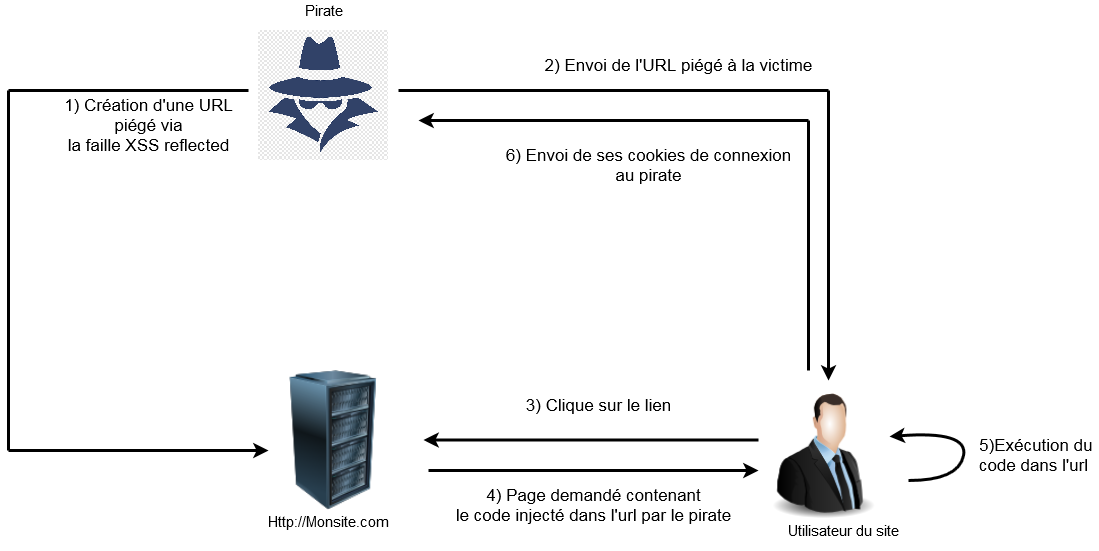 Pirate
1) Création d'une URL
piégé via
la faille XSS reflected
2) Envoi de l'URL piégé à la victime
6) Envoi de ses cookies de connexion
au pirate
3) Clique sur le lien
5)Exécution du
code dans l'url
4) Page demandé contenant
le code injecté dans l'url par le pirate
Http://Monsite.com
Utilisateur du site